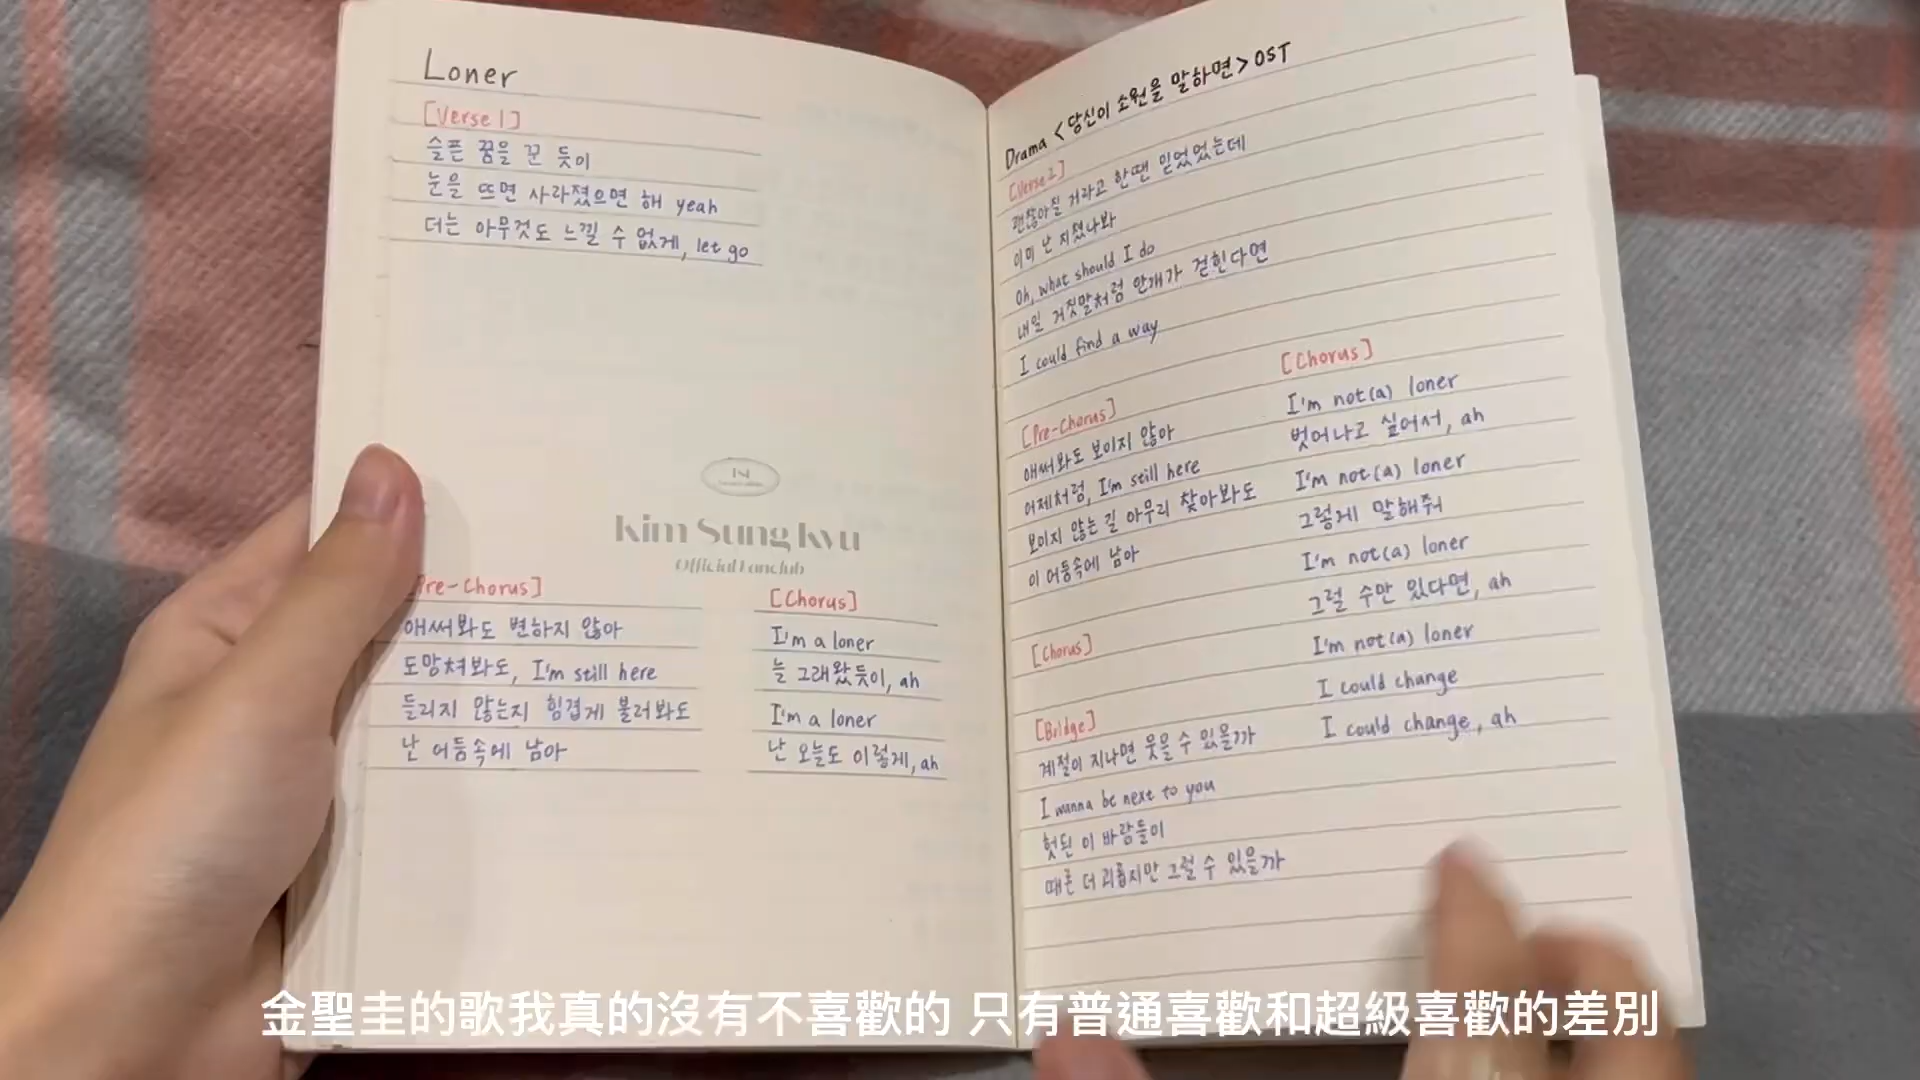 Loner
[Verse 1]
슬픈 꿈을 꾼 듯이
눈을 뜨면 사라졌으면 해 yeah
더는 아무것도 느낄 수 없게, let go
Kim Sung Kyu
Official Fanclub
Pre-Chorus]
애써봐도 변하지 않아
도망쳐봐도, I'm still here
들리지 않는지 힘겹게 불러봐도
난 어둠속에 남아
[Chorus]
I'm a loner
늘 그래왔듯이, ah
I'm a loner
난 오늘도 이렇게, ah
Drama <당신이 소원을 말하면> OST
[Verse 2]
괜찮아질 거라고 한땐 믿었었는데
이미 난 지쳤나봐
Oh, what should I do
내일 거짓말처럼 안개가 걷힌다면
I could find a way
[Pre-Chorus]
애써봐도 보이지 않아
어제처럼, I'm still here
보이지 않는 길 아무리 찾아봐도
이 어둠속에 남아
[Chorus]
[Bridge]
계절이 지나면 웃을 수 있을까
I wanna be next to you
헛된 이 바람들이
때론 더 괴롭지만 그럴 수 있을까
[Chorus]
I'm not(a) loner
벗어나고 싶어서, ah
I'm not(a) loner
그렇게 말해줘
I'm not(a) loner
그럴 수만 있다면, ah
I'm not(a) loner
I could change
I could change, ah
金聖圭的歌我真的沒有不喜歡的 只有普通喜歡和超級喜歡的差別